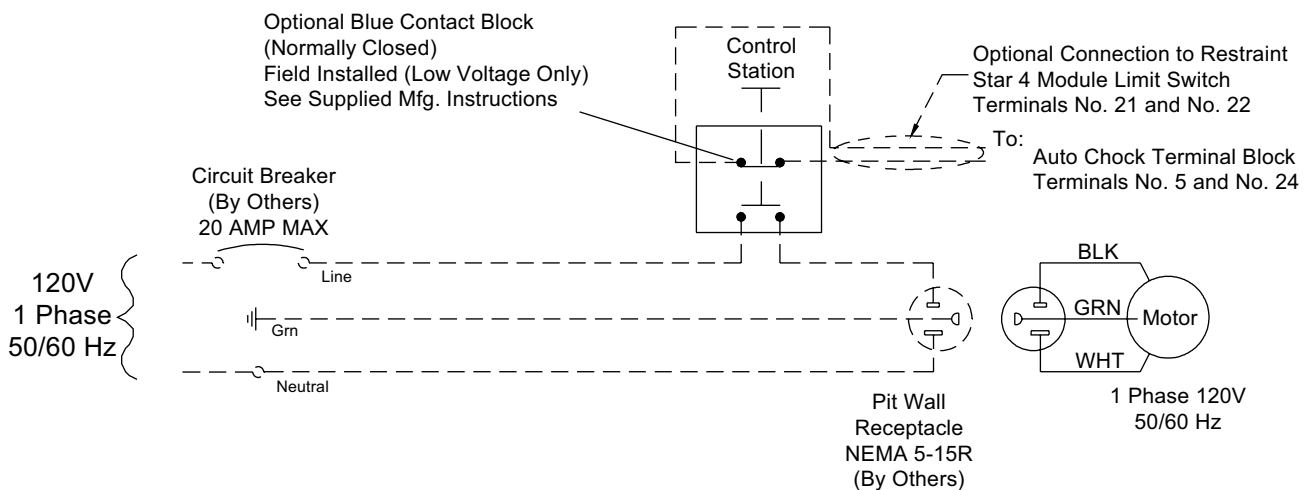 Optional Blue Contact Block
(Normally Closed)
Field Installed (Low Voltage Only)
See Supplied Mfg. Instructions
Control
Station
Optional Connection to Restraint
Star 4 Module Limit Switch
Terminals No. 21 and No. 22
To:
Auto Chock Terminal Block
Terminals No. 5 and No. 24
Circuit Breaker
(By Others)
20 AMP MAX
120V
1 Phase
50/60 Hz
Line
Grn
Neutral
BLK
GRN
WHT
Motor
Pit Wall
Receptacle
NEMA 5-15R
(By Others)
1 Phase 120V
50/60 Hz